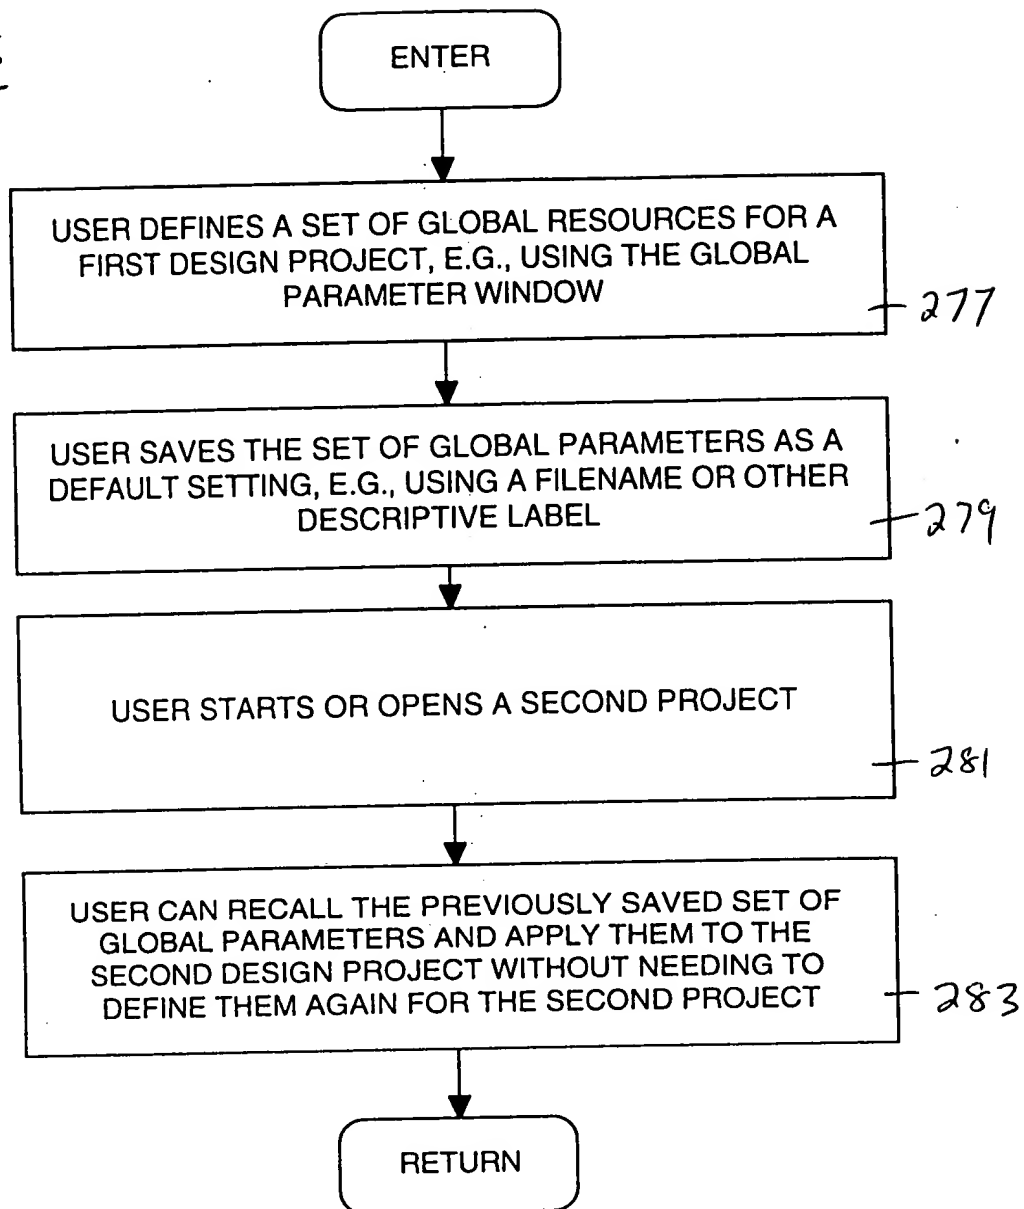 ENTER
USER DEFINES A SET OF GLOBAL RESOURCES FOR A
FIRST DESIGN PROJECT, E.G., USING THE GLOBAL
PARAMETER WINDOW
277
USER SAVES THE SET OF GLOBAL PARAMETERS AS A
DEFAULT SETTING, E.G., USING A FILENAME OR OTHER
DESCRIPTIVE LABEL
279
USER STARTS OR OPENS A SECOND PROJECT
281
USER CAN RECALL THE PREVIOUSLY SAVED SET OF
GLOBAL PARAMETERS AND APPLY THEM TO THE
SECOND DESIGN PROJECT WITHOUT NEEDING TO
DEFINE THEM AGAIN FOR THE SECOND PROJECT
283
RETURN